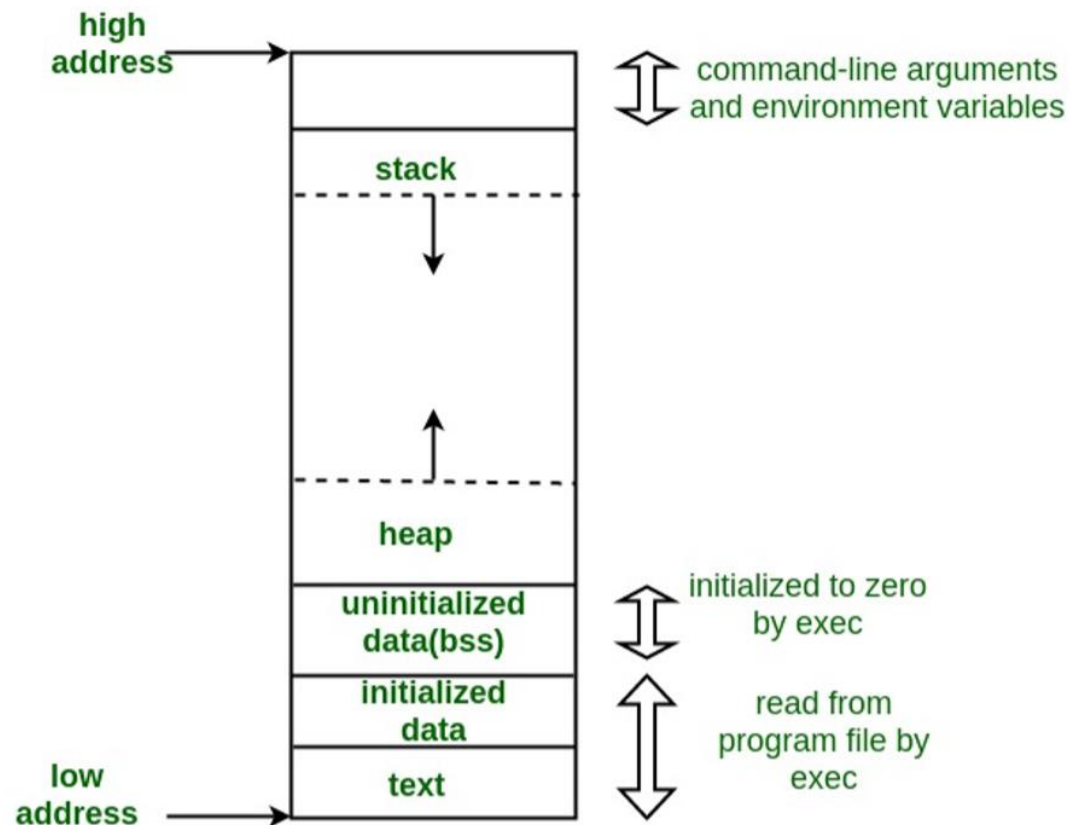 high
address
command-line arguments
and environment variables
stack
heap
uninitialized
data(bss)
initialized to zero
by exec
initialized
data
read from
program file by
exec
text
low
address